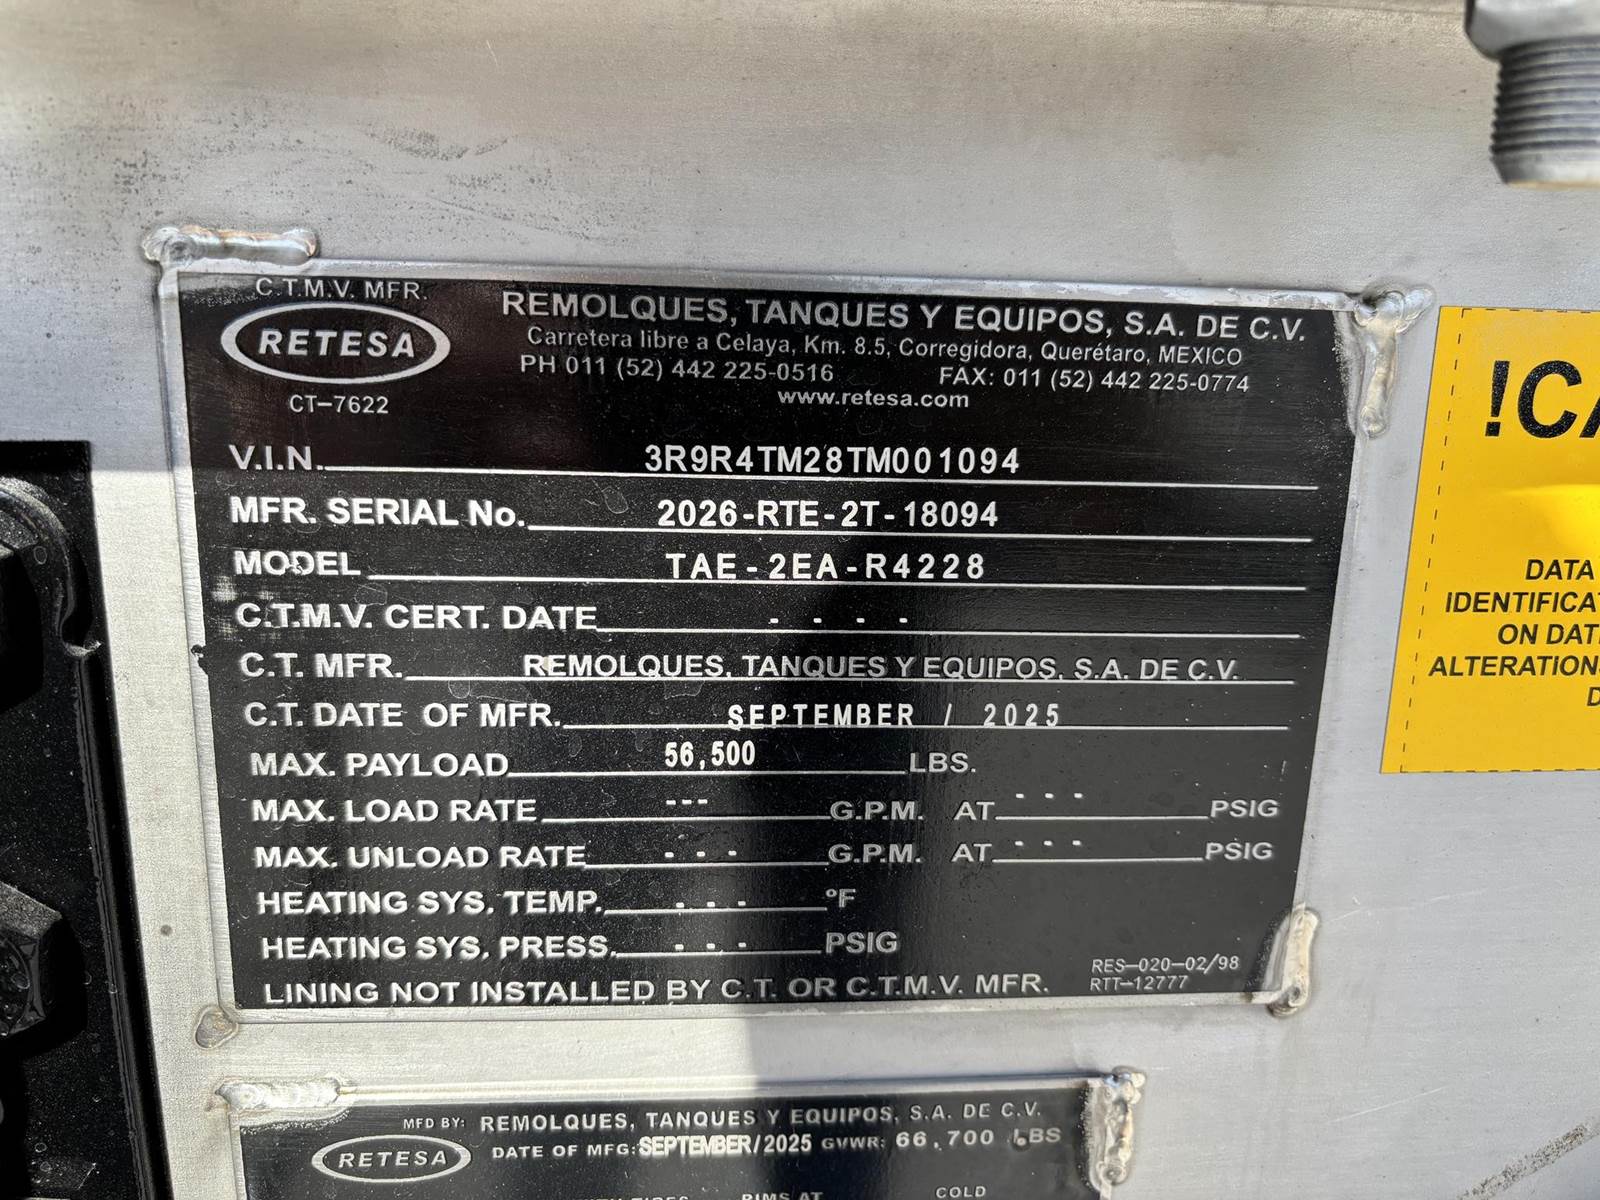 C.T.M.V. MFR.
RETESA
CT-7622
REMOLQUES, TANQUES Y EQUIPOS, S.A. DE C.V.
Carretera libre a Celaya, Km. 8.5, Corregidora, Querétaro, MEXICO
PH 011 (52) 442 225-0516 FAX: 011 (52) 442 225-0774
www.retesa.com
V.I.N. 3R9R4TM28TM001094
MFR. SERIAL No. 2026-RTE-2T-18094
MODEL TAE-2EA-R4228
C.T.M.V. CERT. DATE - - - -
C.T. MFR. REMOLQUES, TANQUES Y EQUIPOS, S.A. DE C.V.
C.T. DATE OF MFR. SEPTEMBER / 2025
MAX. PAYLOAD 56,500 LBS.
MAX. LOAD RATE --- G.P.M. AT - - - PSIG
MAX. UNLOAD RATE - - - G.P.M. AT - - - PSIG
HEATING SYS. TEMP. - - - °F
HEATING SYS. PRESS. - - - PSIG
LINING NOT INSTALLED BY C.T. OR C.T.M.V. MFR.
RES-020-02/98
RTT-12777
!CA
DATA
IDENTIFICAT
ON DAT
ALTERATION
D
MFD BY: REMOLQUES, TANQUES Y EQUIPOS, S.A. DE C.V.
RETESA
DATE OF MFG: SEPTEMBER/2025 GVWR: 66,700 LBS
RIMS AT COLD